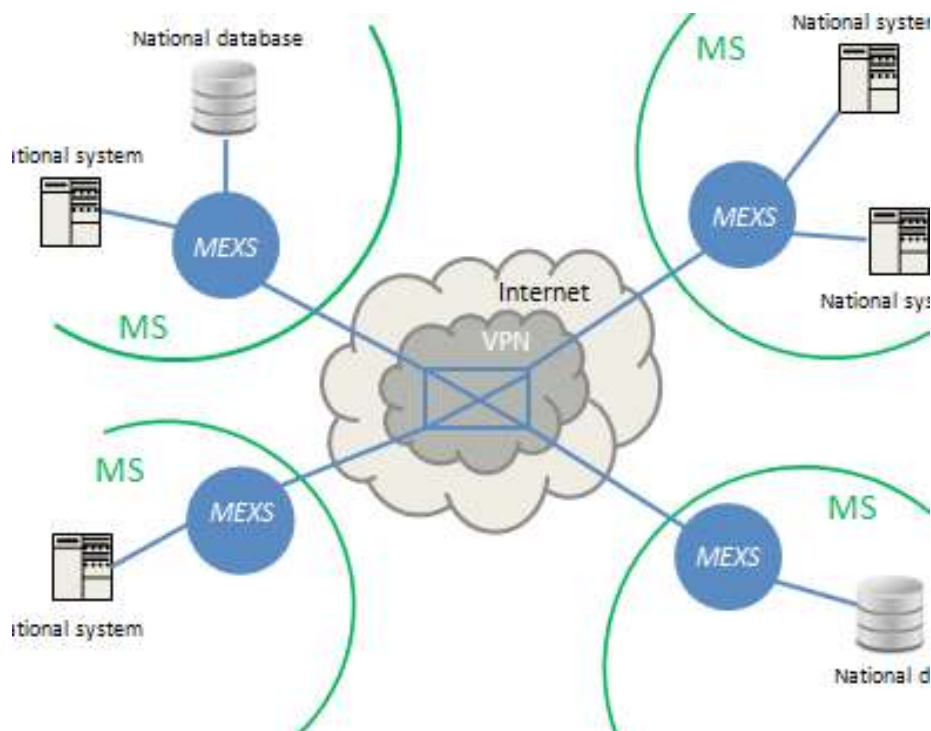 National database
National system
MS
tional system
MEXS
MEXS
National sys
Internet
MS
VPN
MS
MEXS
MS
MEXS
tional system
National d